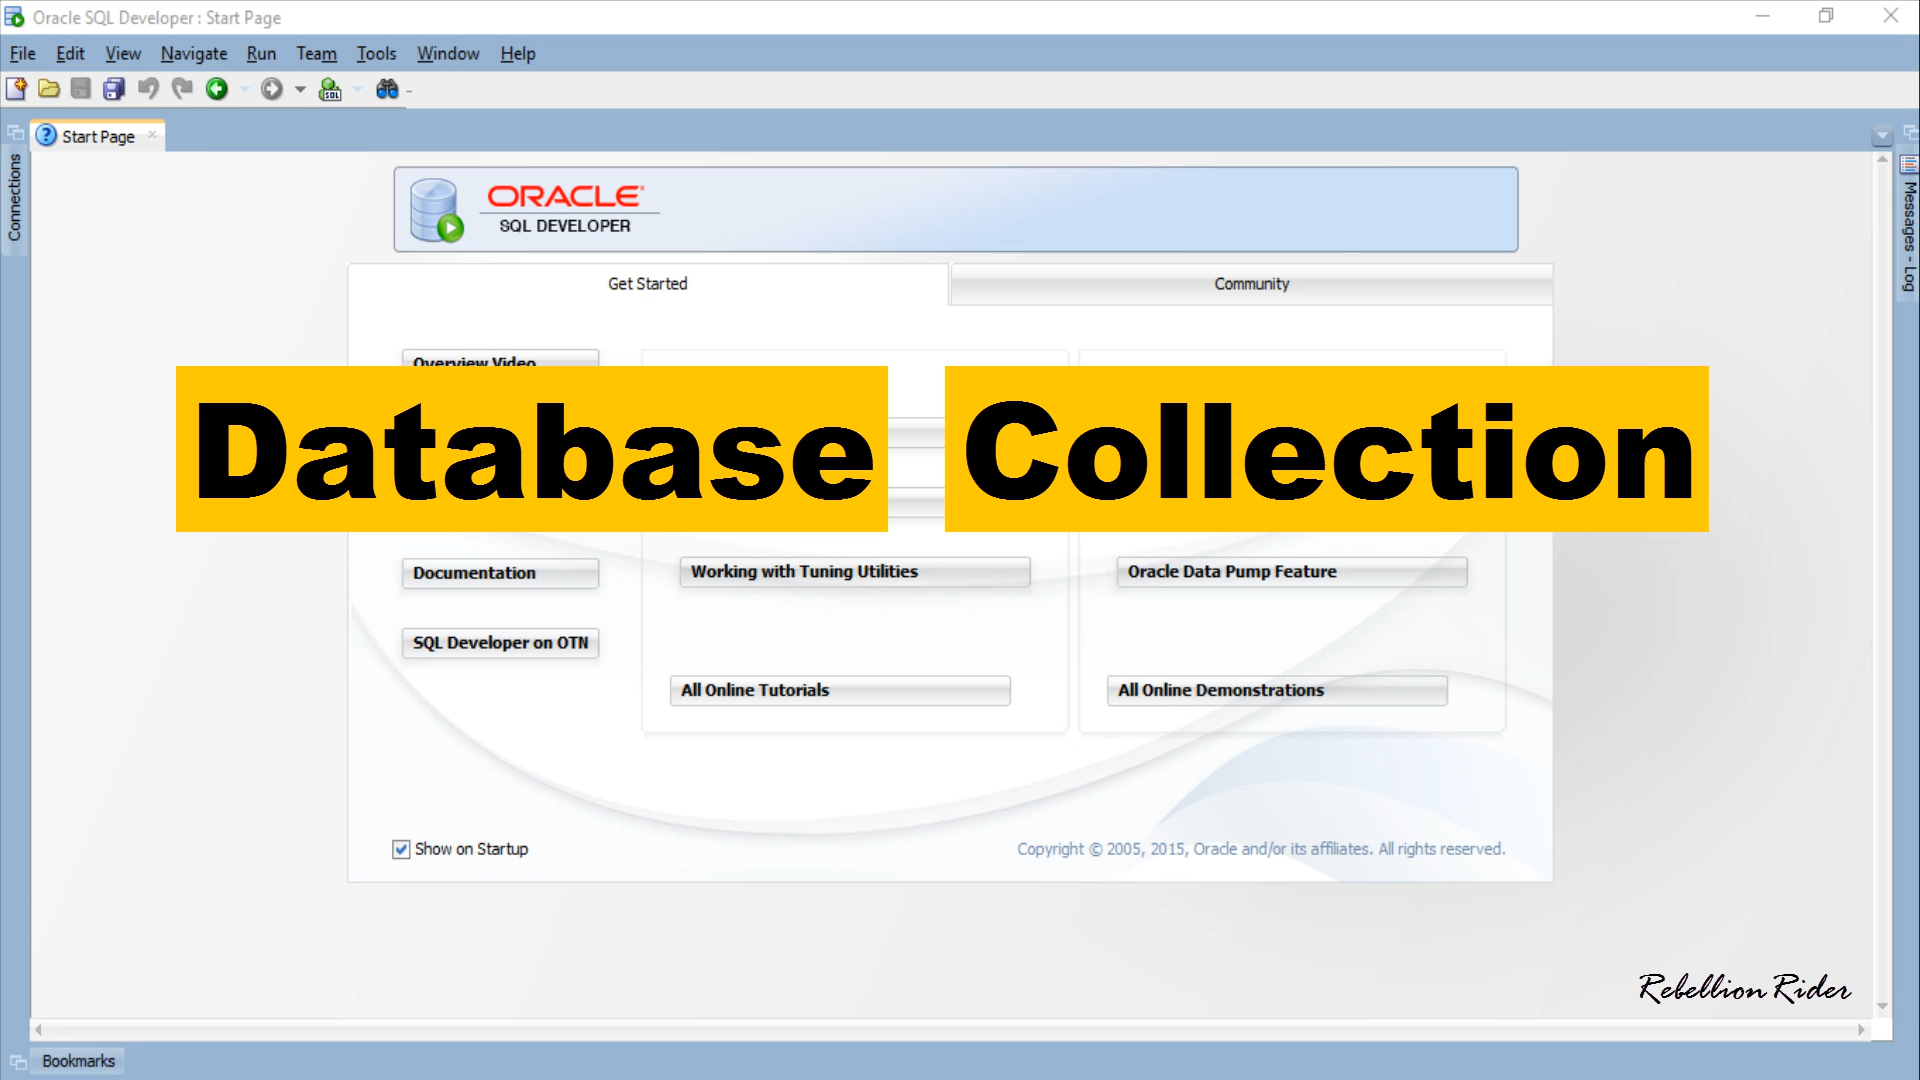 Oracle SQL Developer : Start Page
File Edit View Navigate Run Team Tools Window Help
Start Page
Connections
Messages - Log
ORACLE
SQL DEVELOPER
Get Started
Community
Overview Video
Database Collection
Documentation
Working with Tuning Utilities
Oracle Data Pump Feature
SQL Developer on OTN
All Online Tutorials
All Online Demonstrations
Show on Startup
Copyright © 2005, 2015, Oracle and/or its affiliates. All rights reserved.
Rebellion Rider
Bookmarks